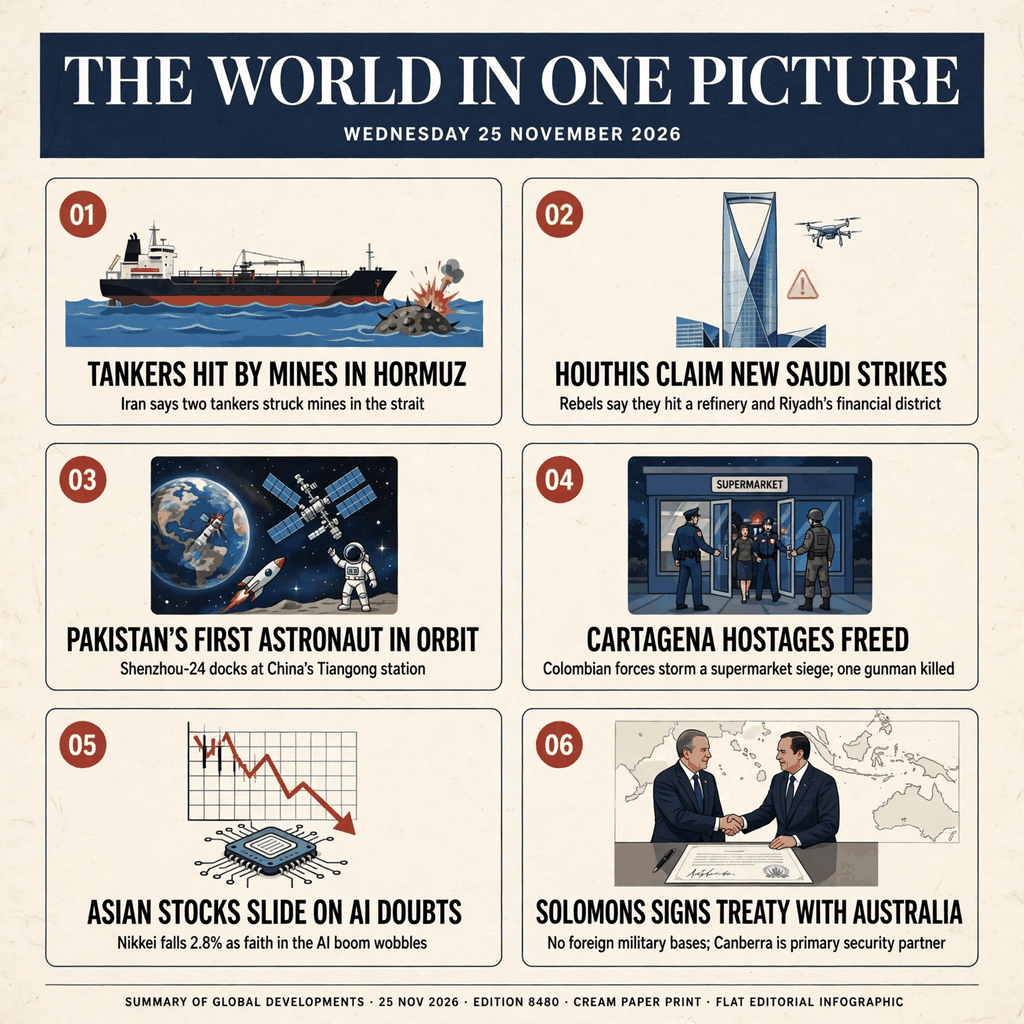 THE WORLD IN ONE PICTURE
WEDNESDAY 25 NOVEMBER 2026
01
TANKERS HIT BY MINES IN HORMUZ
Iran says two tankers struck mines in the strait
02
HOUTHIS CLAIM NEW SAUDI STRIKES
Rebels say they hit a refinery and Riyadh's financial district
03
PAKISTAN'S FIRST ASTRONAUT IN ORBIT
Shenzhou-24 docks at China's Tiangong station
04
SUPERMARKET
CARTAGENA HOSTAGES FREED
Colombian forces storm a supermarket siege; one gunman killed
05
ASIAN STOCKS SLIDE ON AI DOUBTS
Nikkei falls 2.8% as faith in the AI boom wobbles
06
SOLOMONS SIGNS TREATY WITH AUSTRALIA
No foreign military bases; Canberra is primary security partner
SUMMARY OF GLOBAL DEVELOPMENTS · 25 NOV 2026 · EDITION 8480 · CREAM PAPER PRINT · FLAT EDITORIAL INFOGRAPHIC